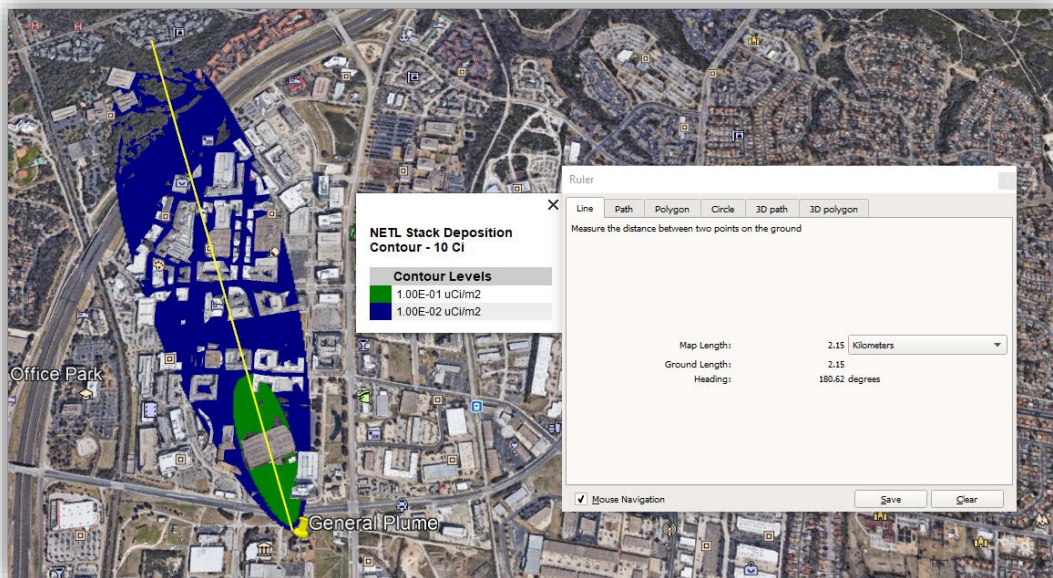 Ruler
Line Path Polygon Circle 3D path 3D polygon
Measure the distance between two points on the ground
Map Length: 2.15 Kilometers
Ground Length: 2.15
Heading: 180.62 degrees
Mouse Navigation Save Clear
NETL Stack Deposition
Contour - 10 Ci
Contour Levels
1.00E-01 uCi/m2
1.00E-02 uCi/m2
Office Park
General Plume